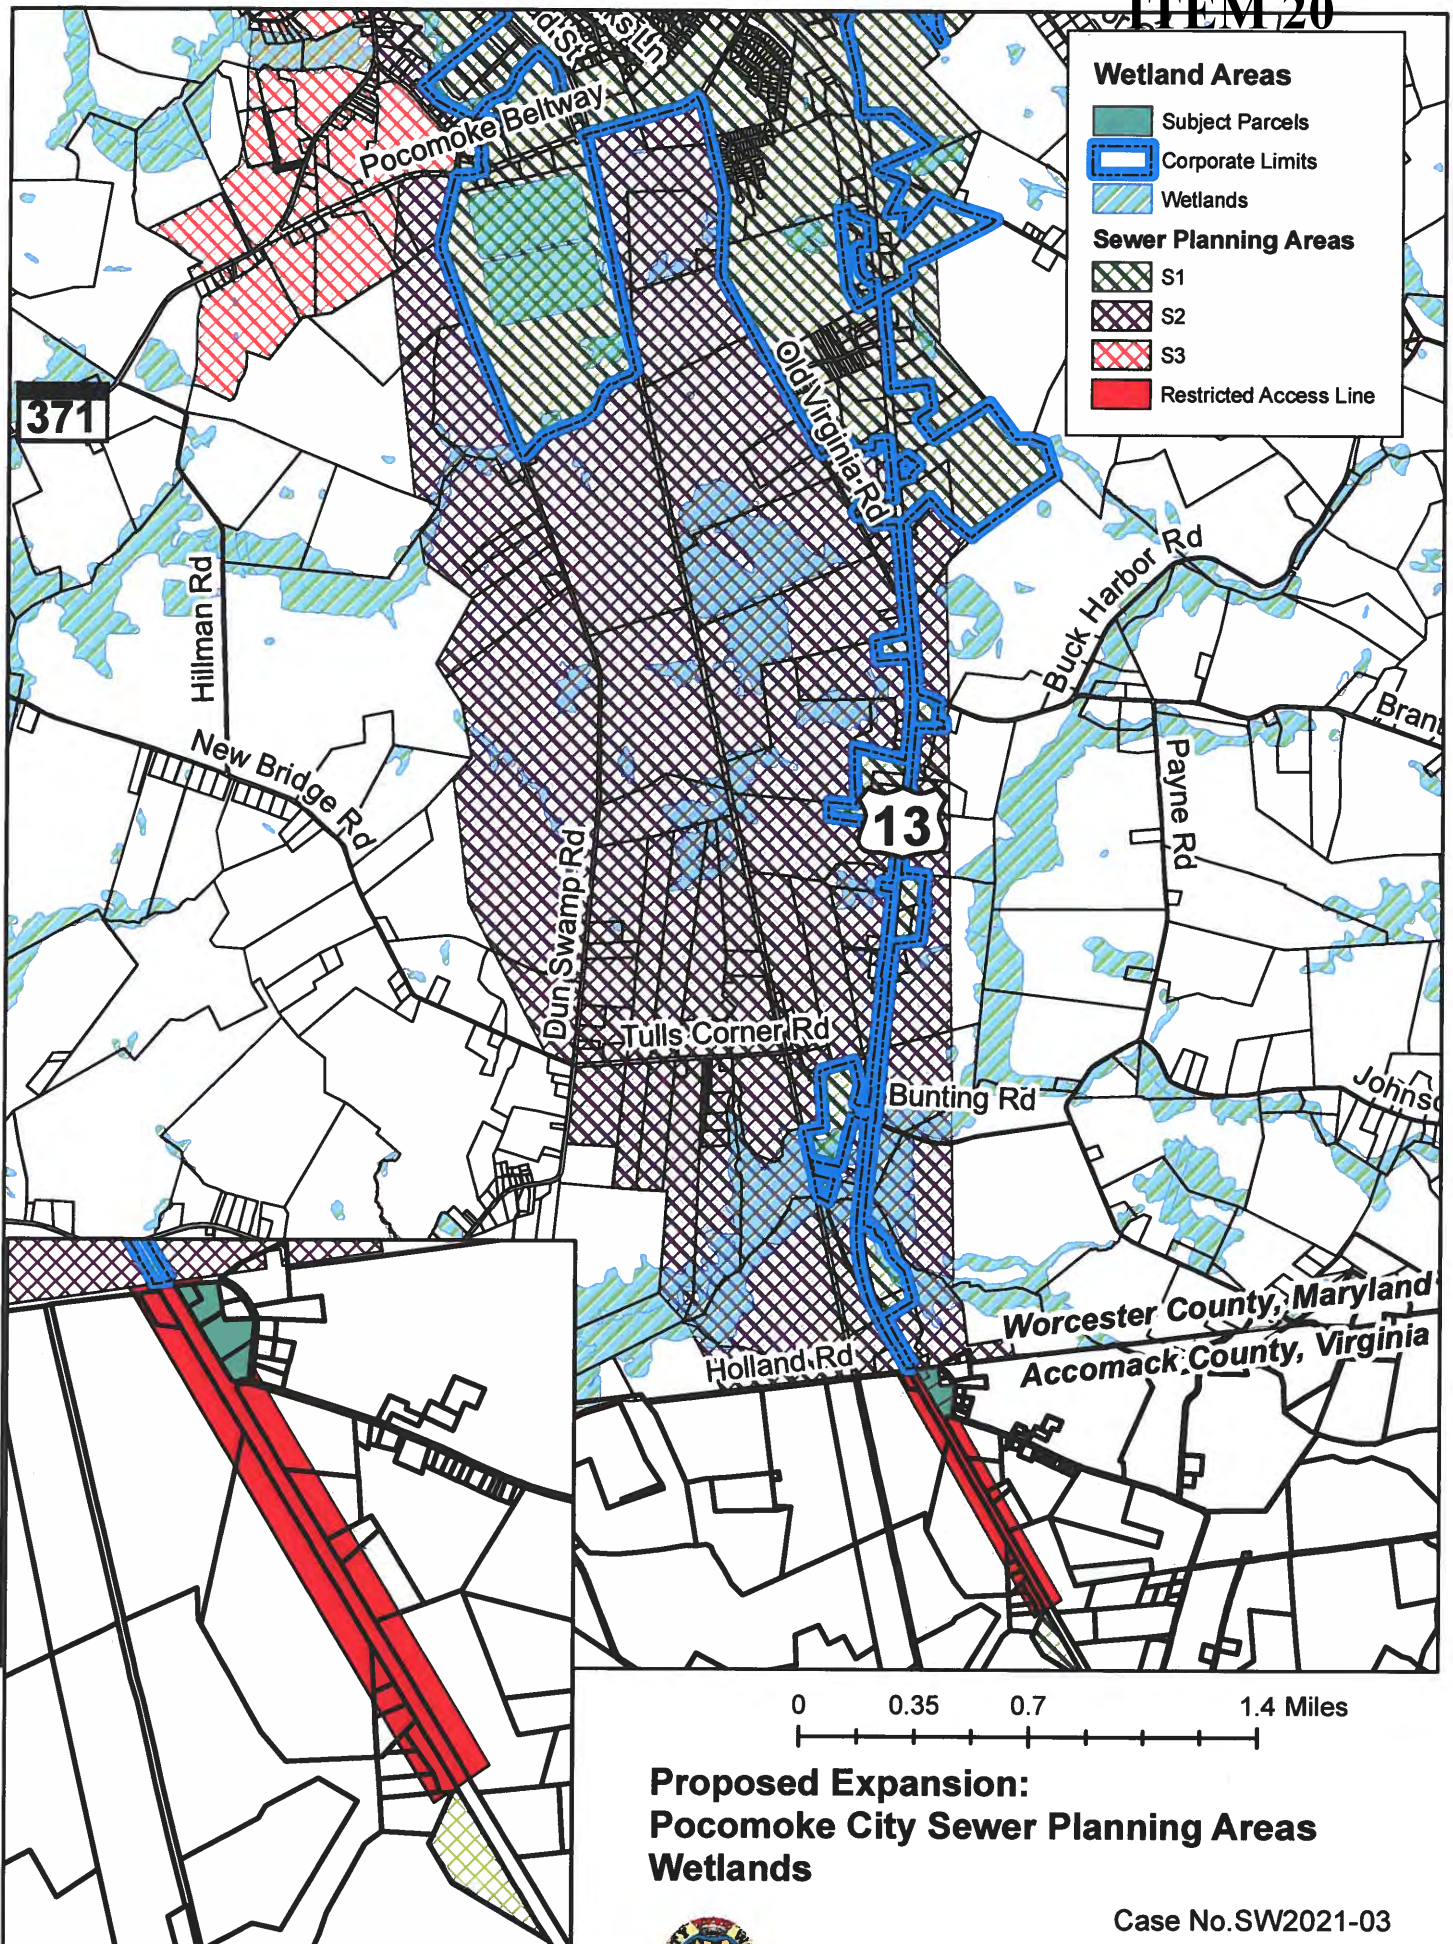 ITEM 20
Wetland Areas
Subject Parcels
Corporate Limits
Wetlands
Sewer Planning Areas
S1
S2
S3
Restricted Access Line
Pocomoke Beltway
Old Virginia Rd
371
Hillman Rd
Buck Harbor Rd
New Bridge Rd
Payne Rd
13
Dun Swamp Rd
Tulls Corner Rd
Bunting Rd
Worcester County, Maryland
Accomack County, Virginia
Holland Rd
0 0.35 0.7 1.4 Miles
Proposed Expansion:
Pocomoke City Sewer Planning Areas
Wetlands
Case No.SW2021-03